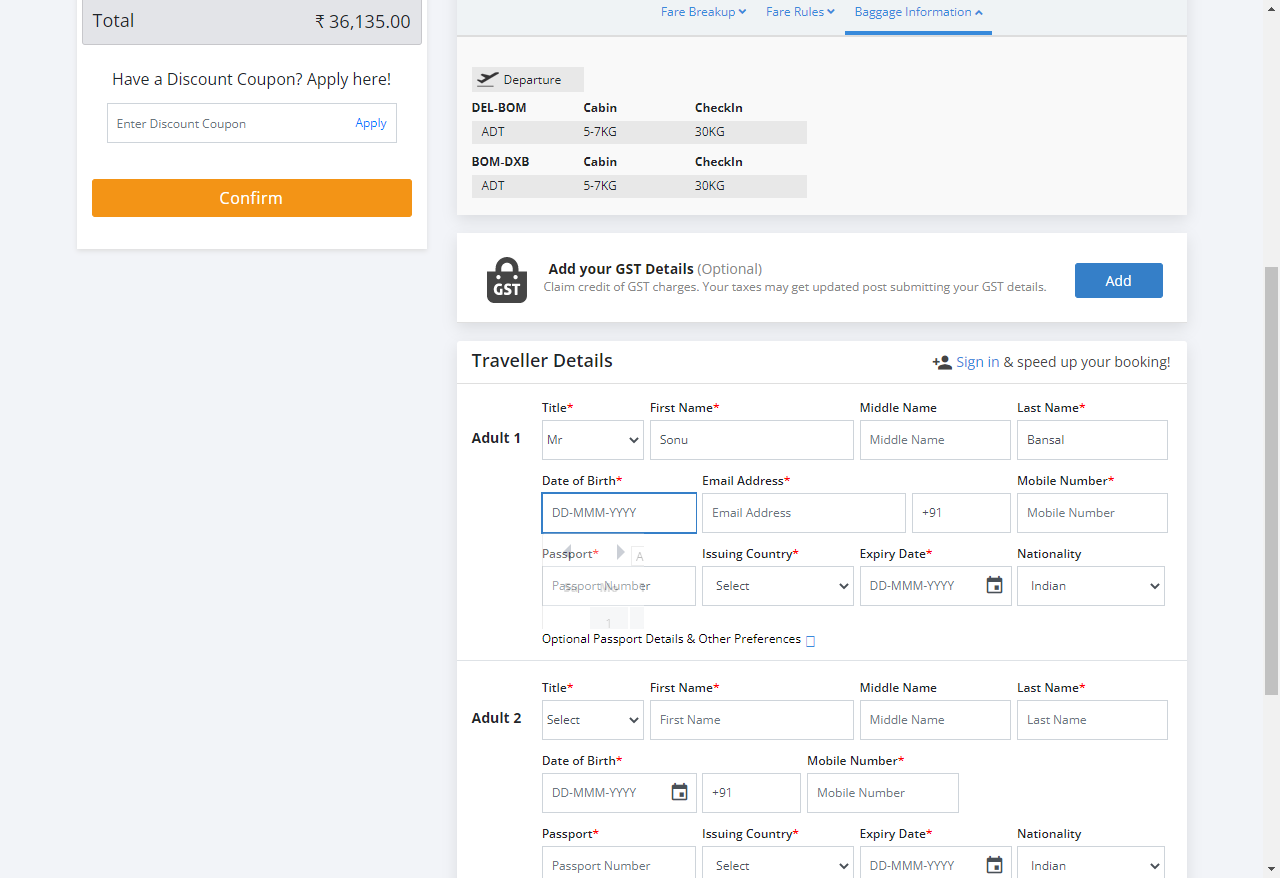 Total ₹ 36,135.00
Have a Discount Coupon? Apply here!
Enter Discount Coupon Apply
Confirm
Fare Breakup Fare Rules Baggage Information
Departure
DEL-BOM Cabin CheckIn
ADT 5-7KG 30KG
BOM-DXB Cabin CheckIn
ADT 5-7KG 30KG
GST
Add your GST Details (Optional)
Claim credit of GST charges. Your taxes may get updated post submitting your GST details.
Add
Traveller Details
Sign in & speed up your booking!
Title* First Name* Middle Name Last Name*
Adult 1 Mr Sonu Middle Name Bansal
Date of Birth* Email Address* Mobile Number*
DD-MMM-YYYY Email Address +91 Mobile Number
Passport* Issuing Country* Expiry Date* Nationality
A
Passport Number Select DD-MMM-YYYY Indian
1
Optional Passport Details & Other Preferences
Title* First Name* Middle Name Last Name*
Adult 2 Select First Name Middle Name Last Name
Date of Birth* Mobile Number*
DD-MMM-YYYY +91 Mobile Number
Passport* Issuing Country* Expiry Date* Nationality
Passport Number Select DD-MMM-YYYY Indian